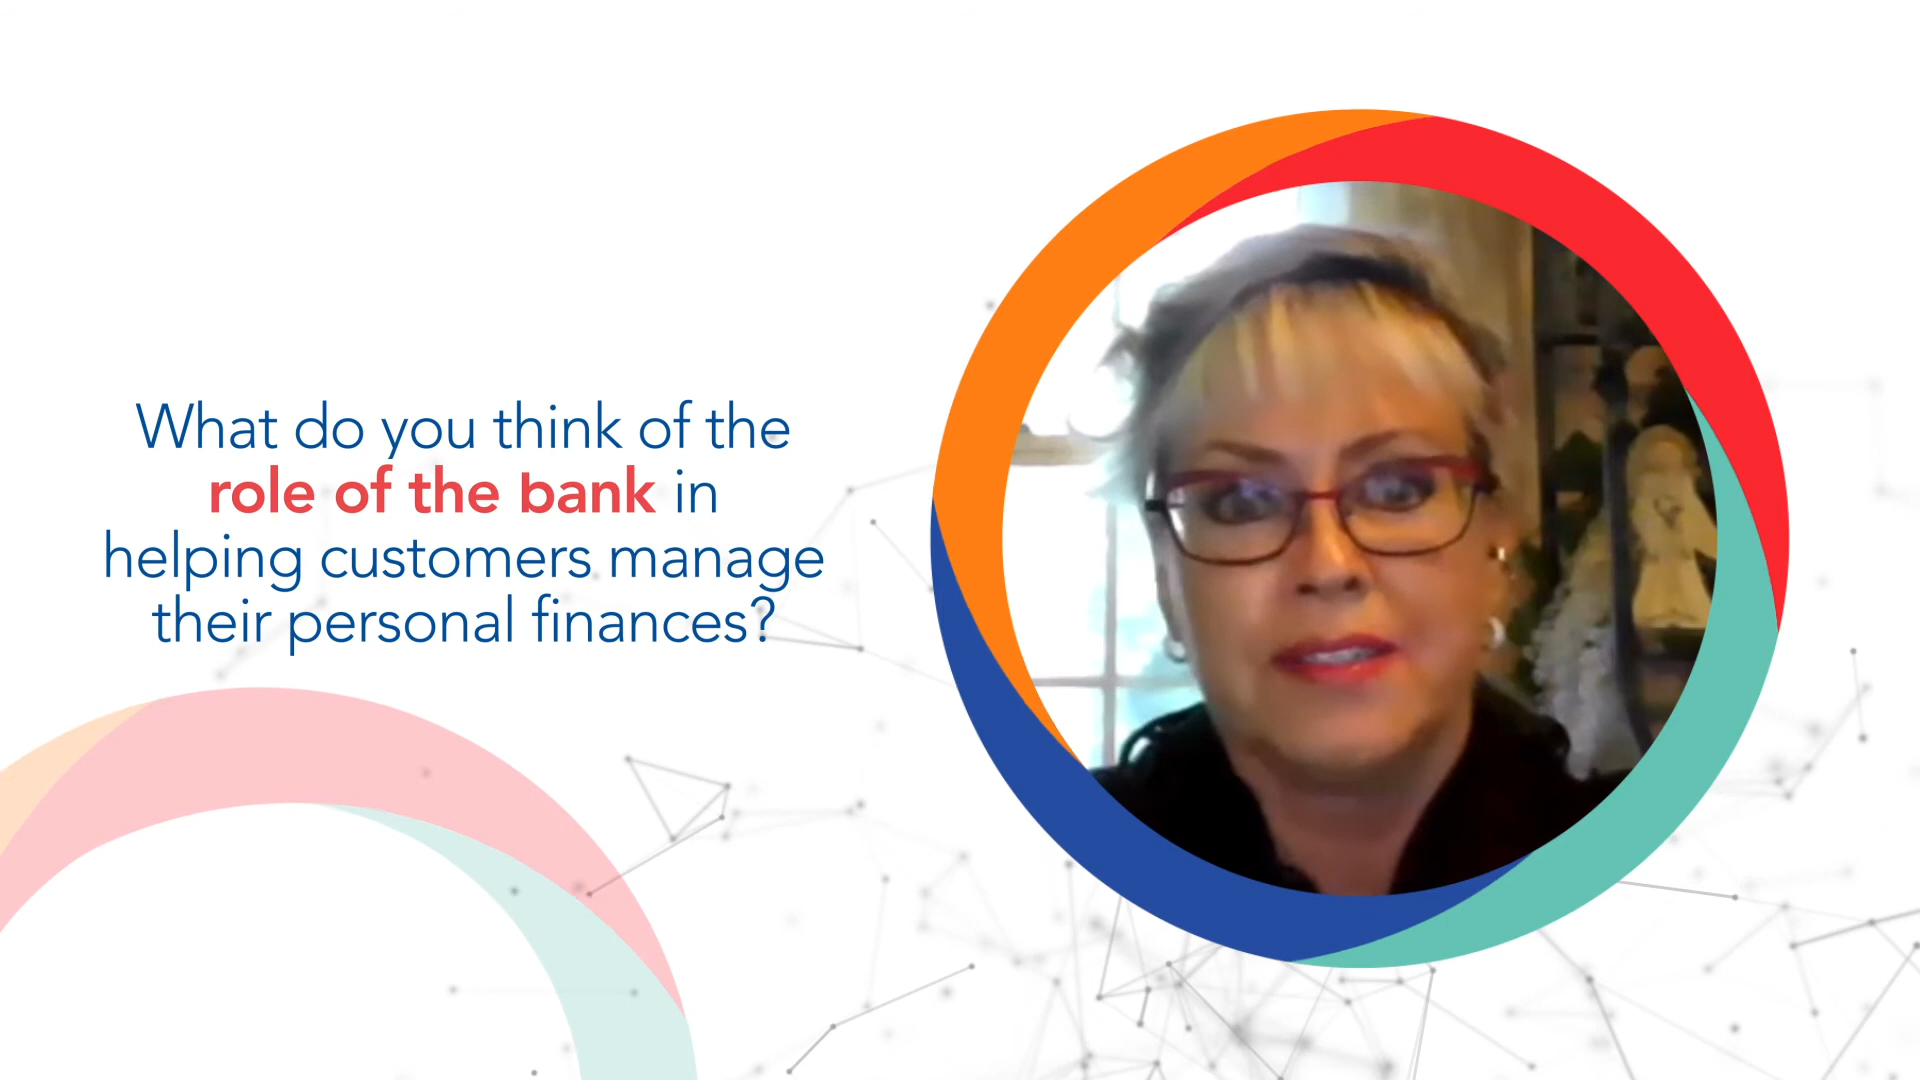 What do you think of the
role of the bank in
helping customers manage
their personal finances?